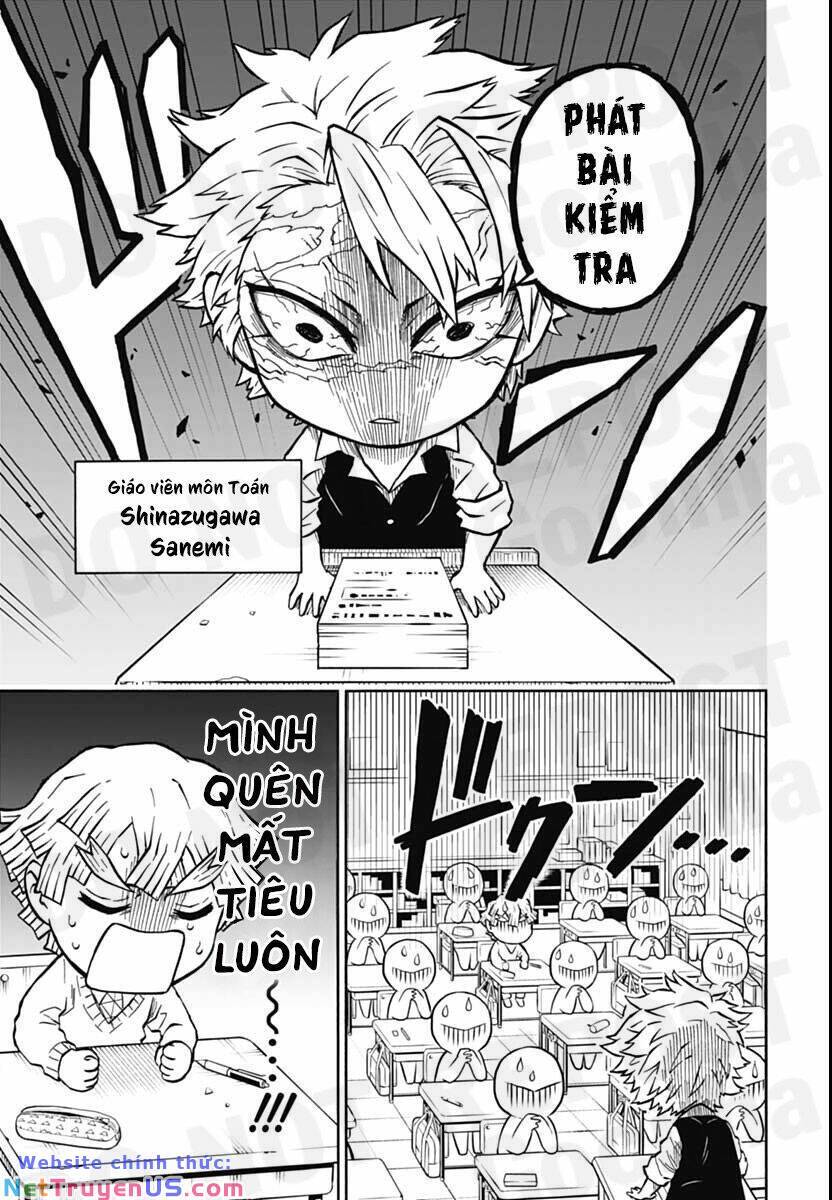 PHÁT
BÀI
KIỂM
TRA
Giáo viên môn Toán
Shinazugawa
Sanemi
MÌNH
QUÊN
MẤT
TIÊU
LUÔN
!!!
ドクン...
Website chính thức:
NetTruyenUS.com